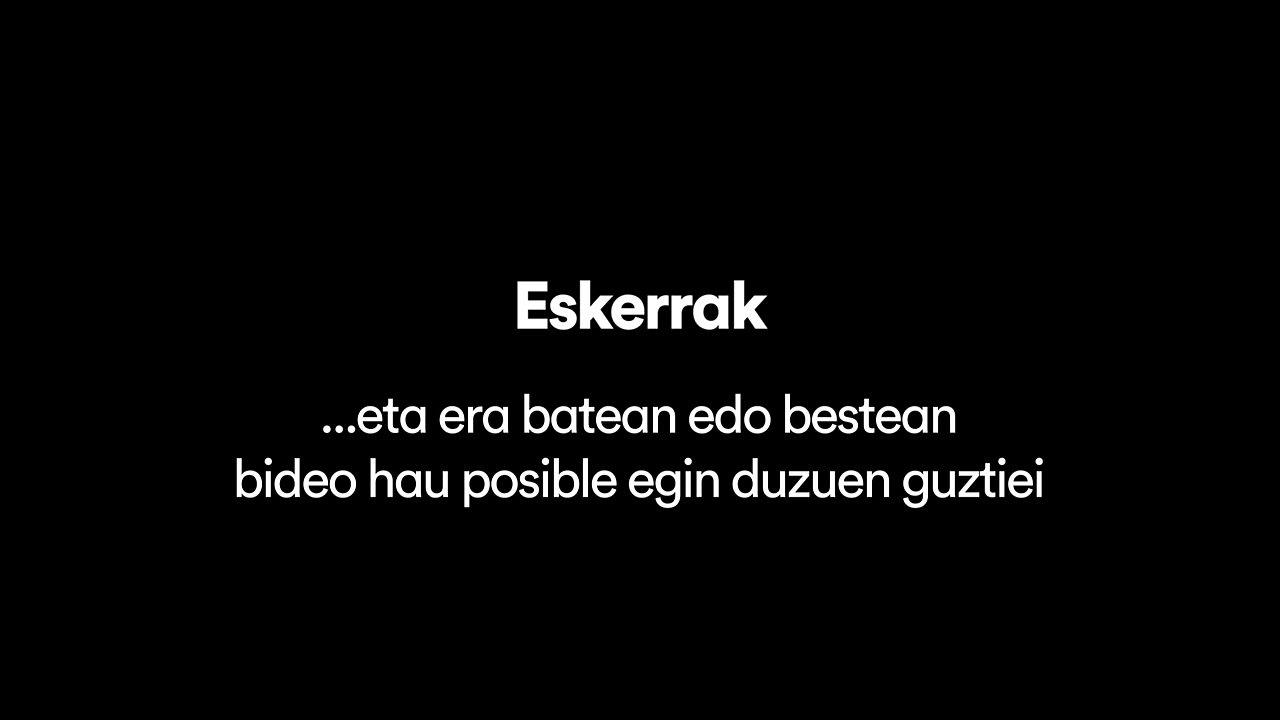 Eskerrak
...eta era batean edo bestean
bideo hau posible egin duzuen guztiei